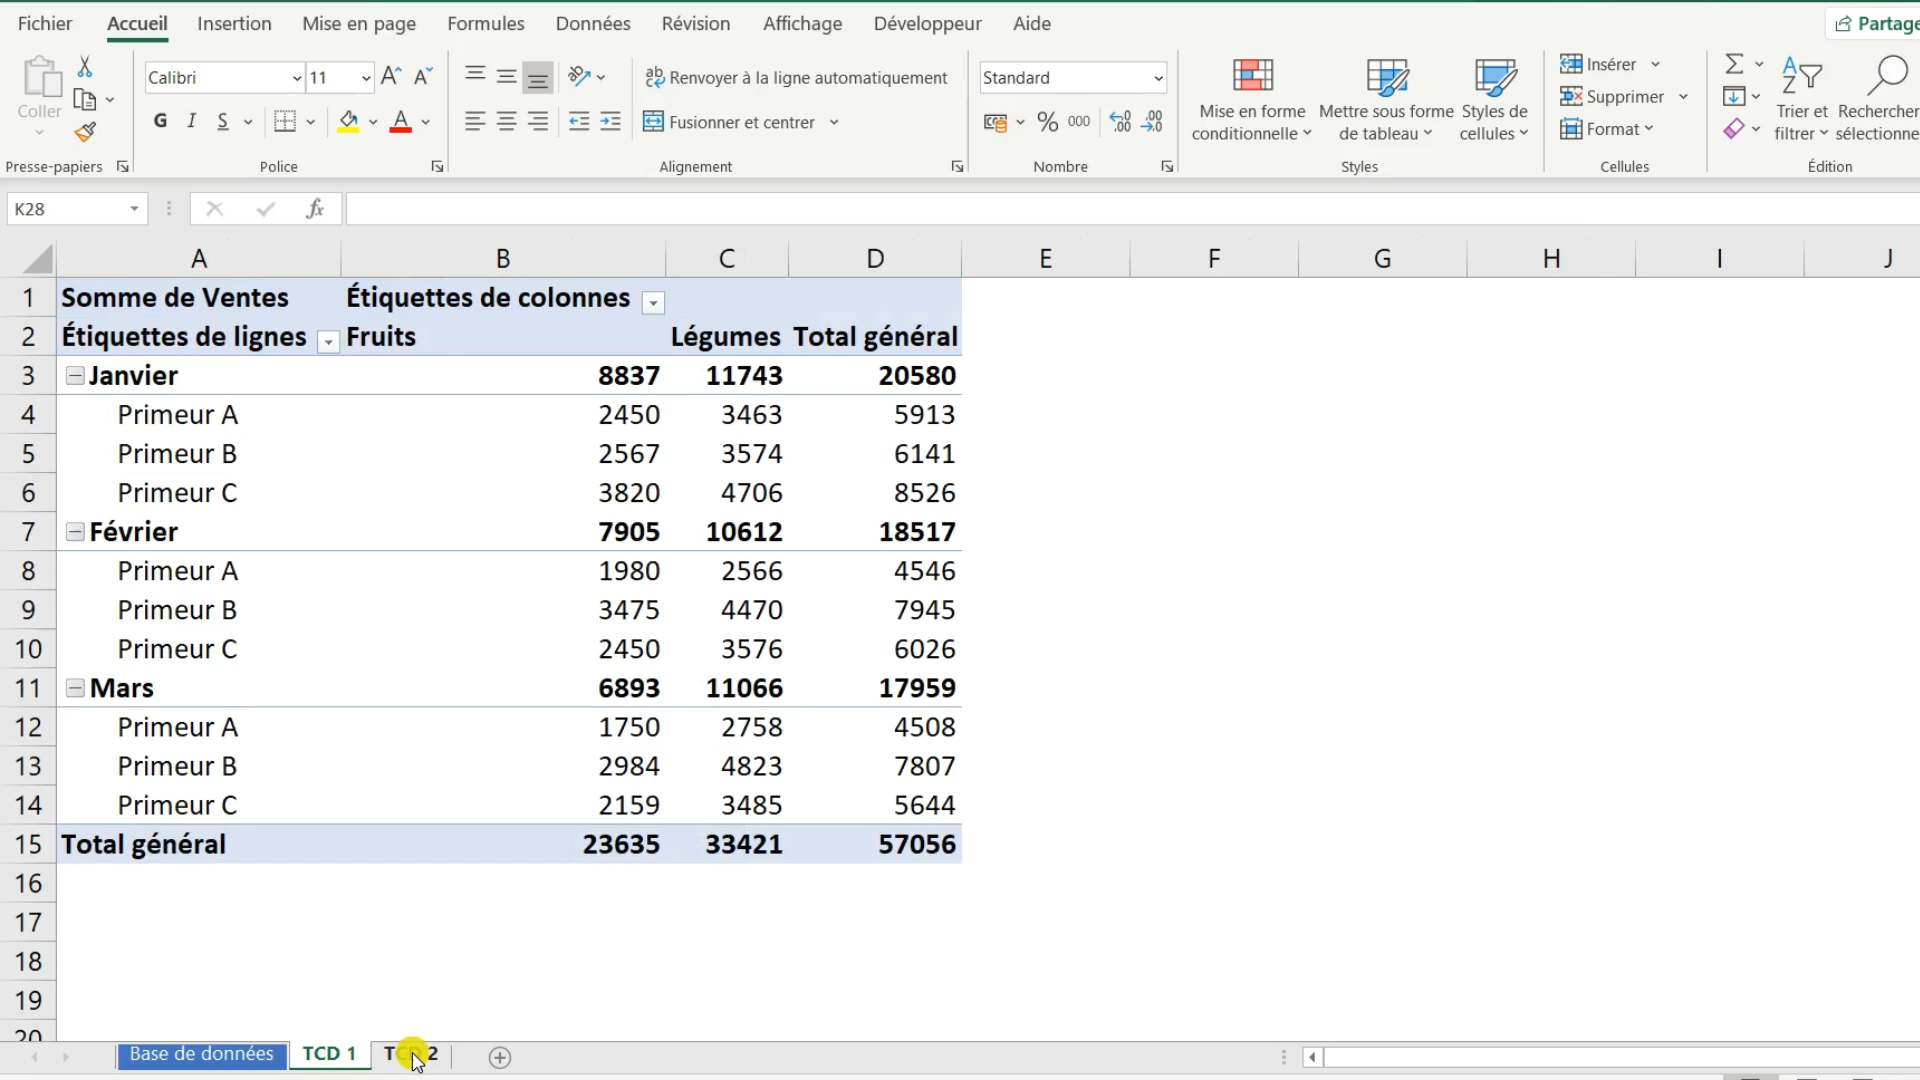 Fichier Accueil Insertion Mise en page Formules Données Révision Affichage Développeur Aide Partage
Coller Calibri 11 Renvoyer à la ligne automatiquement Standard Mise en forme conditionnelle Mettre sous forme de tableau Styles de cellules Insérer Supprimer Format Trier et filtrer Rechercher sélectionne
G I S A Fusionner et centrer % 000
Presse-papiers Police Alignement Nombre Styles Cellules Édition
K28 fx
A B C D E F G H I J
1 Somme de Ventes Étiquettes de colonnes
2 Étiquettes de lignes Fruits Légumes Total général
3 Janvier 8837 11743 20580
4 Primeur A 2450 3463 5913
5 Primeur B 2567 3574 6141
6 Primeur C 3820 4706 8526
7 Février 7905 10612 18517
8 Primeur A 1980 2566 4546
9 Primeur B 3475 4470 7945
10 Primeur C 2450 3576 6026
11 Mars 6893 11066 17959
12 Primeur A 1750 2758 4508
13 Primeur B 2984 4823 7807
14 Primeur C 2159 3485 5644
15 Total général 23635 33421 57056
16
17
18
19
20
Base de données TCD 1 TCD 2